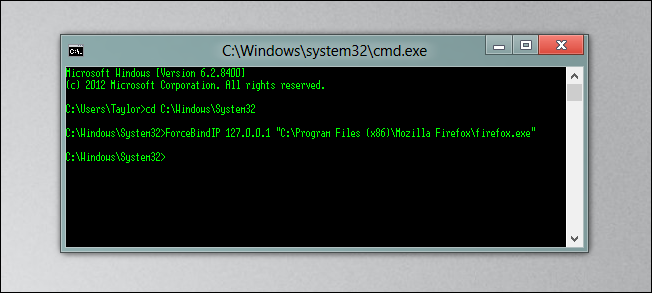 C:\Windows\system32\cmd.exe
Microsoft Windows [Version 6.2.8400]
(c) 2012 Microsoft Corporation. All rights reserved.
C:\Users\Taylor>cd C:\Windows\System32
C:\Windows\System32>ForceBindIP 127.0.0.1 "C:\Program Files (x86)\Mozilla Firefox\firefox.exe"
C:\Windows\System32>